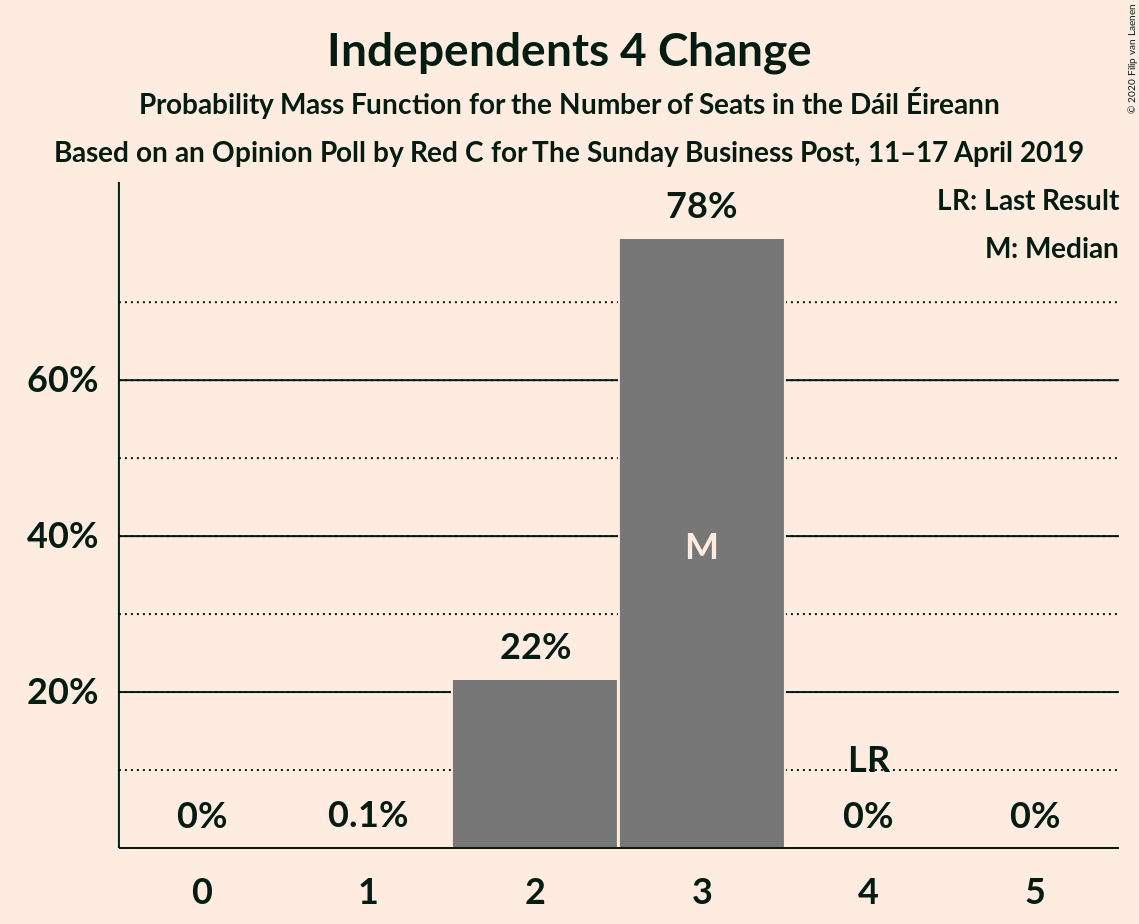 Independents 4 Change
Probability Mass Function for the Number of Seats in the Dáil Éireann
Based on an Opinion Poll by Red C for The Sunday Business Post, 11–17 April 2019
© 2020 Filip van Laenen
LR: Last Result
M: Median
78%
60%
40%
M
22%
20%
LR
0%
0.1%
0%
0%
0
1
2
3
4
5